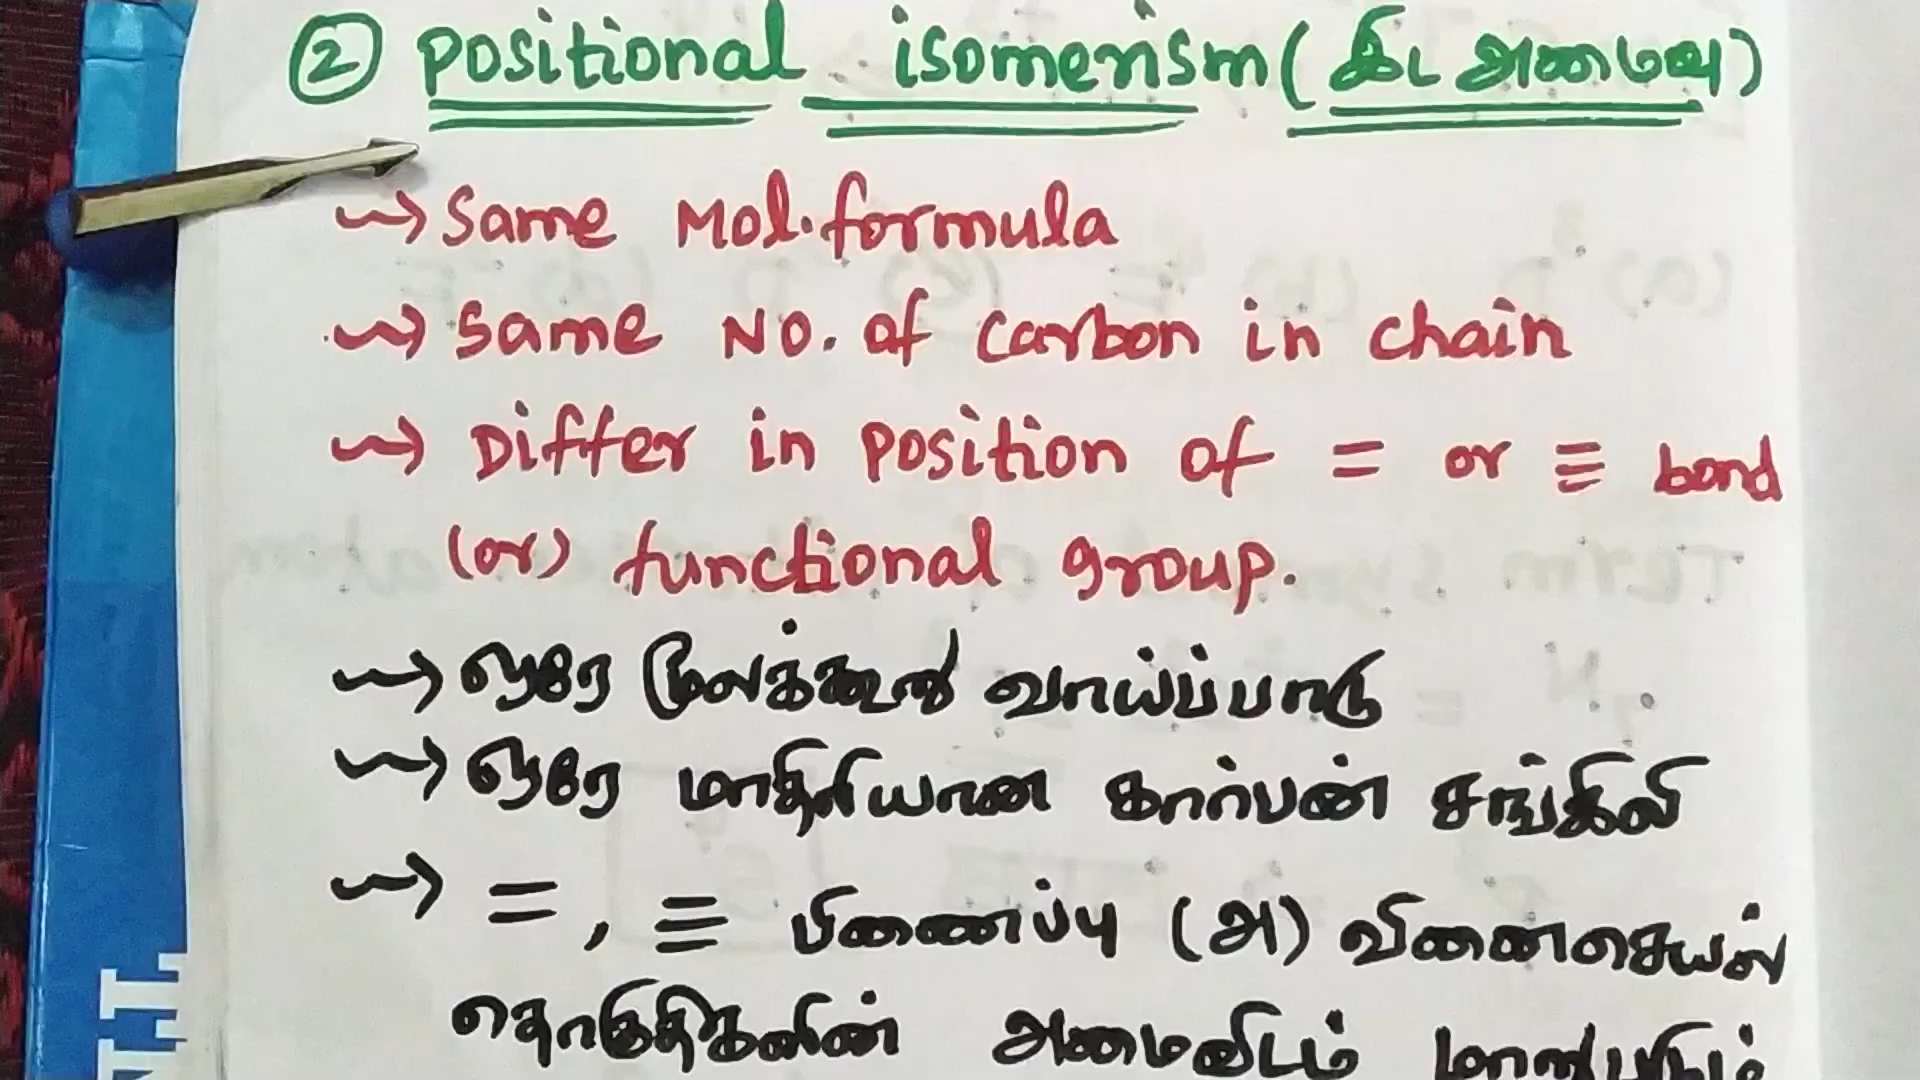 ② Positional isomerism (இட அமைவு)
→ Same Mol. formula
→ Same No. of carbon in chain
→ Differ in position of = or ≡ bond
(or) functional group.
→ ஒரே மூலக்கூறு வாய்ப்பாடு
→ ஒரே மாதிரியான கார்பன் சங்கிலி
→ =, ≡ பிணைப்பு (அ) வினைசெயல்
தொகுதிகளின் அமைவிடம் மாறுபடும்